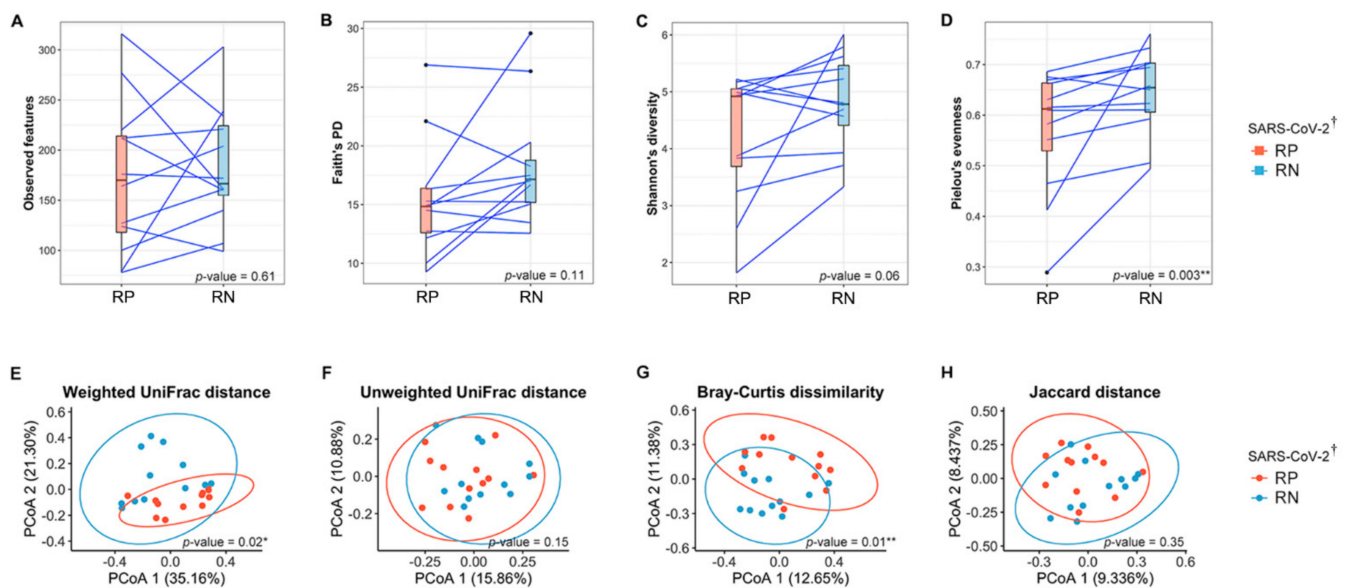 A
Observed features
300
250
200
150
100
p-value = 0.61
RP
RN
B
Faith's PD
30
25
20
15
10
p-value = 0.11
RP
RN
C
Shannon's diversity
6
5
4
3
2
p-value = 0.06
RP
RN
D
Pielou's evenness
0.7
0.6
0.5
0.4
0.3
p-value = 0.003**
RP
RN
SARS-CoV-2†
RP
RN
E
Weighted UniFrac distance
PCoA 2 (21.30%)
0.6
0.4
0.2
0.0
-0.2
-0.4
p-value = 0.02*
-0.4
0.0
0.4
PCoA 1 (35.16%)
F
Unweighted UniFrac distance
PCoA 2 (10.88%)
0.2
0.0
-0.2
p-value = 0.15
-0.25
0.00
0.25
PCoA 1 (15.86%)
G
Bray-Curtis dissimilarity
PCoA 2 (11.38%)
0.6
0.3
0.0
-0.3
-0.6
p-value = 0.01**
-0.4
0.0
0.4
PCoA 1 (12.65%)
H
Jaccard distance
PCoA 2 (8.437%)
0.50
0.25
0.00
-0.25
-0.50
p-value = 0.35
-0.3
0.0
0.3
0.6
PCoA 1 (9.336%)
SARS-CoV-2†
RP
RN